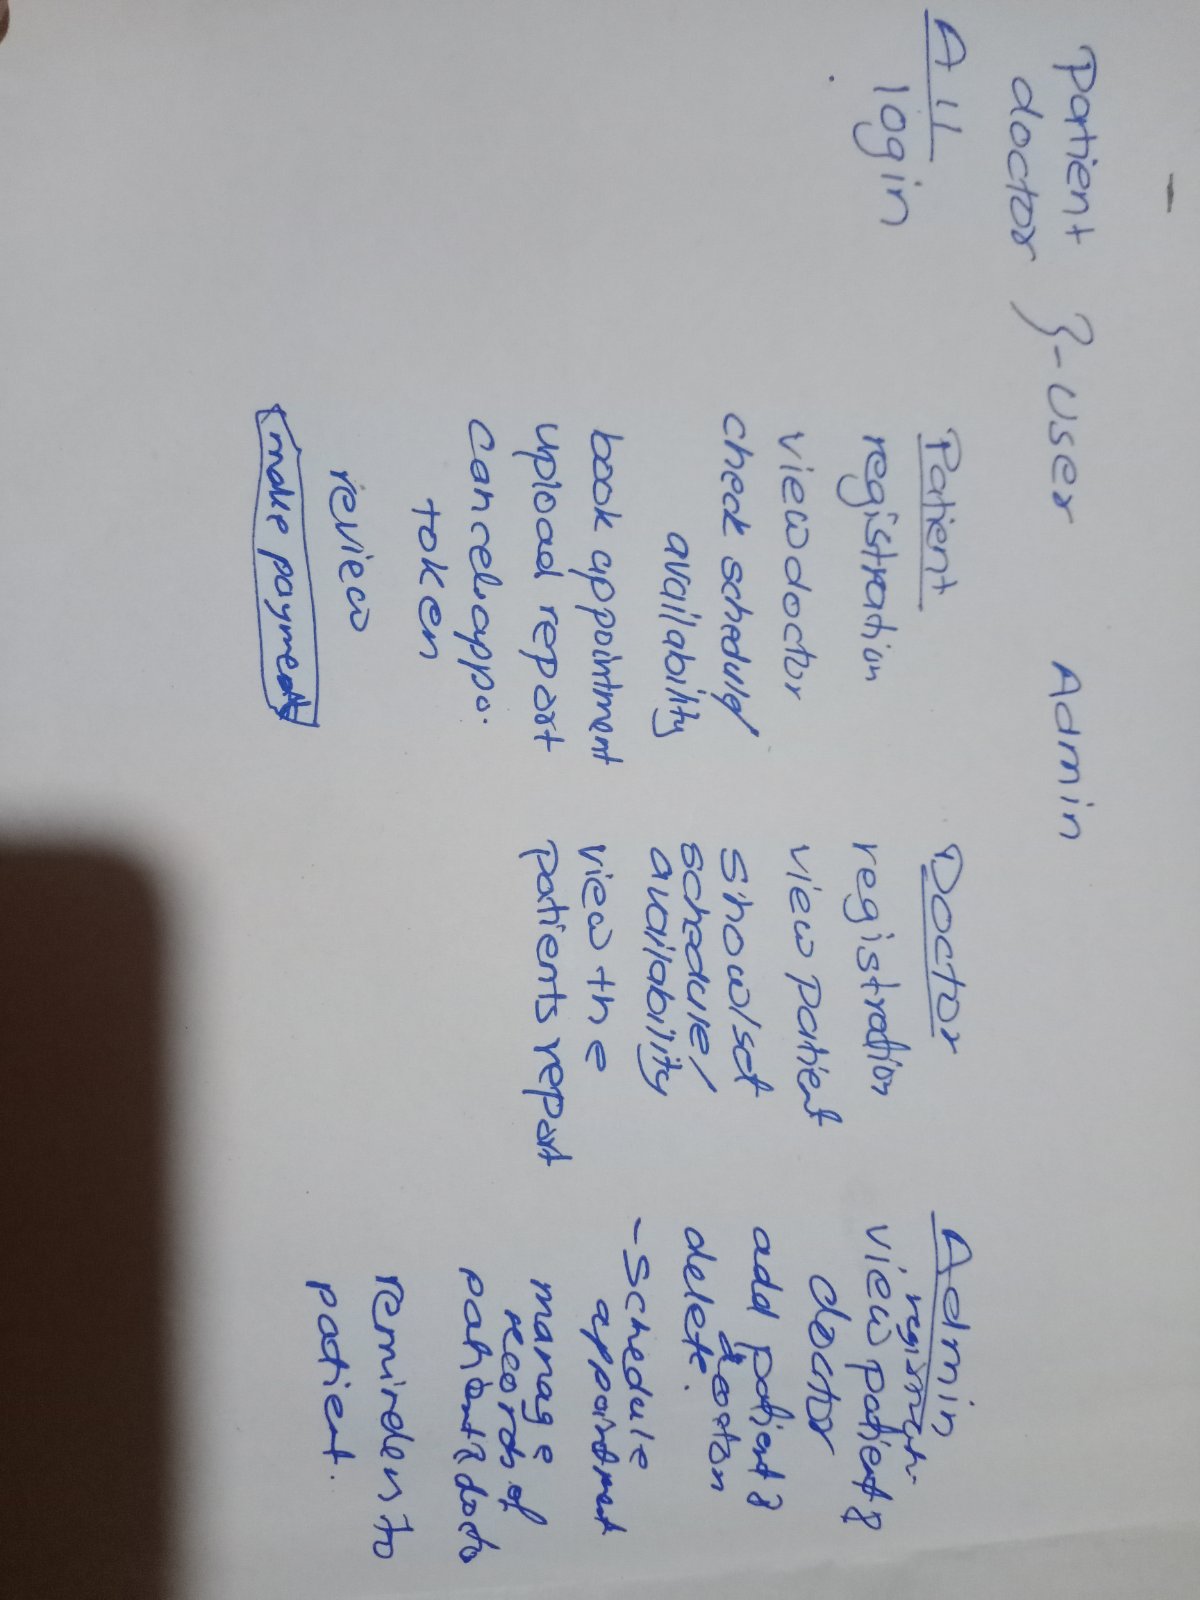 Patient
doctor }-user Admin
All
login
Patient
registration
view doctor
check schedule/
availability
book appointment
upload report
cancel appo.
token
review
make payment
Doctor
registration
view patient
show/set
schedule/
availability
view the
patients report
Admin
view patient &
doctor
add patient &
doctor
delete.
- schedule
appointment
manage
records of
patient &
reminder to
patient.